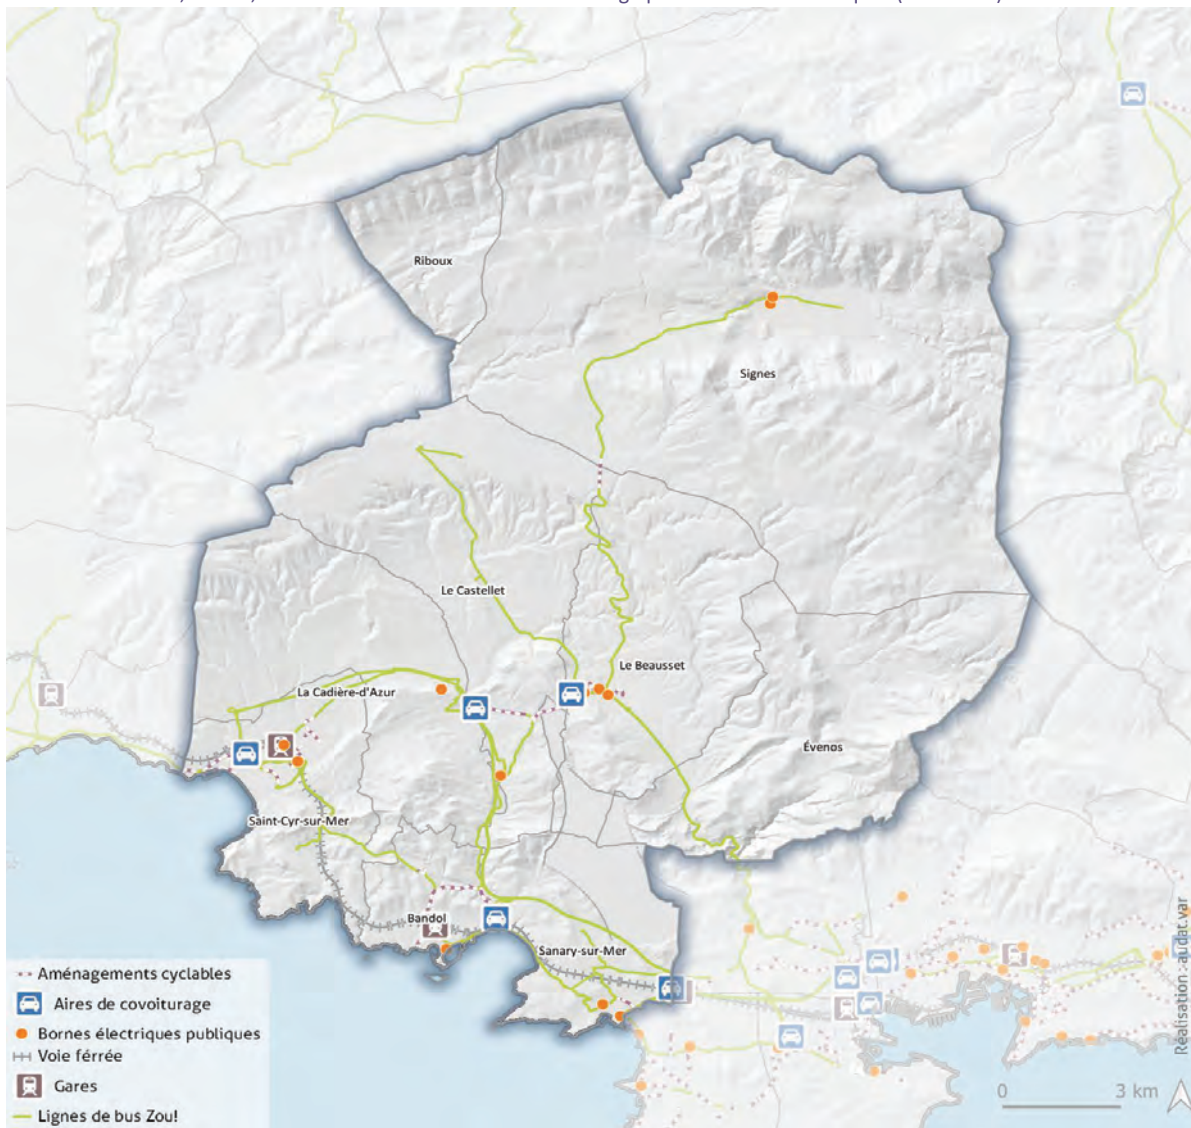 Riboux
Signes
Le Castellet
Le Beausset
La Cadière-d'Azur
Évenos
Saint-Cyr-sur-Mer
Bandol
Sanary-sur-Mer
Aménagements cyclables
Aires de covoiturage
Bornes électriques publiques
Voie férrée
Gares
Lignes de bus Zou!
0 3 km
Réalisation : audat.var